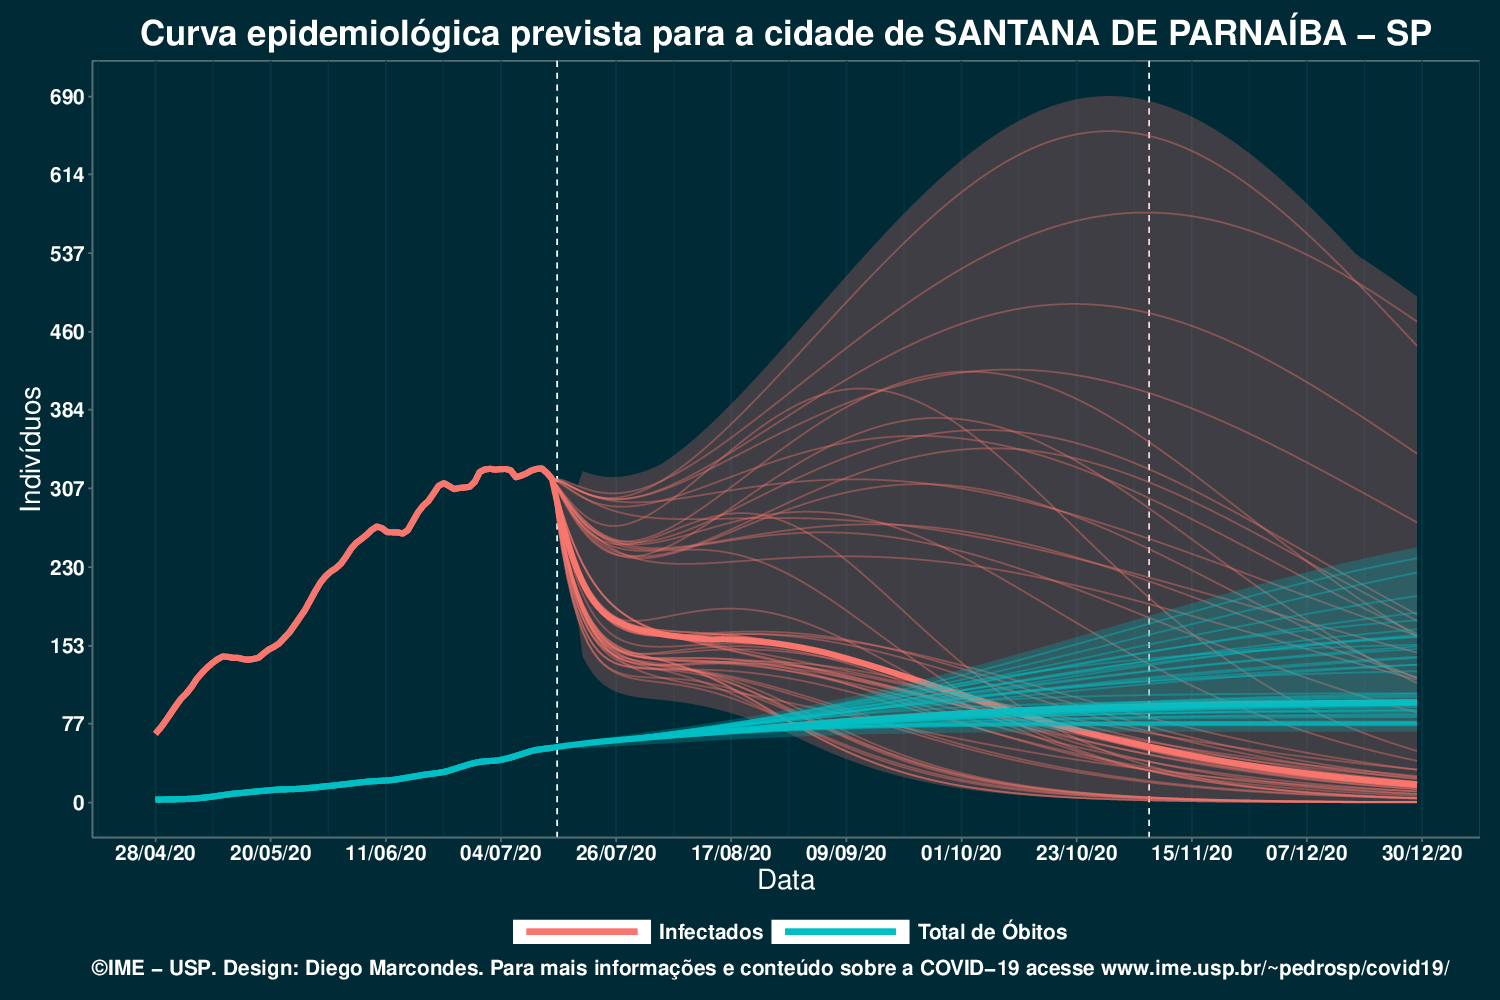 Curva epidemiológica prevista para a cidade de SANTANA DE PARNAÍBA – SP
690
614
537
460
384
307
230
153
77
0
Indivíduos
28/04/20 20/05/20 11/06/20 04/07/20 26/07/20 17/08/20 09/09/20 01/10/20 23/10/20 15/11/20 07/12/20 30/12/20
Data
Infectados Total de Óbitos
©IME – USP. Design: Diego Marcondes. Para mais informações e conteúdo sobre a COVID–19 acesse www.ime.usp.br/~pedrosp/covid19/